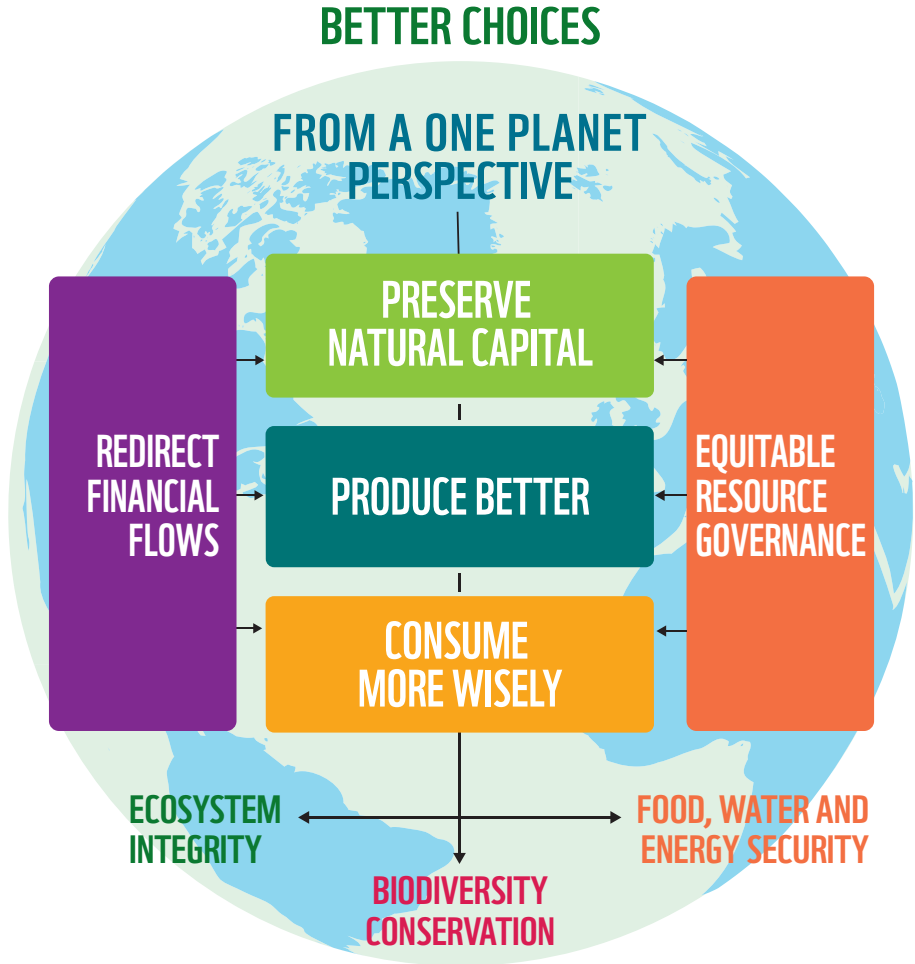 BETTER CHOICES
FROM A ONE PLANET
PERSPECTIVE
PRESERVE
NATURAL CAPITAL
REDIRECT
FINANCIAL
FLOWS
PRODUCE BETTER
EQUITABLE
RESOURCE
GOVERNANCE
CONSUME
MORE WISELY
ECOSYSTEM
INTEGRITY
BIODIVERSITY
CONSERVATION
FOOD, WATER AND
ENERGY SECURITY